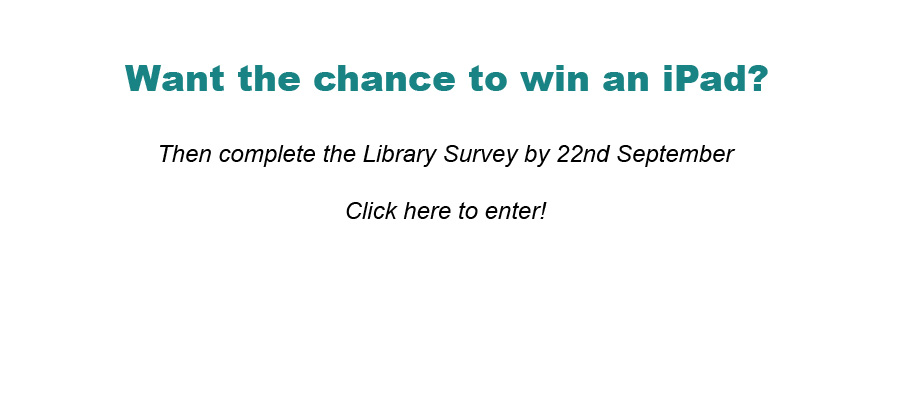 Want the chance to win an iPad?
Then complete the Library Survey by 22nd September
Click here to enter!